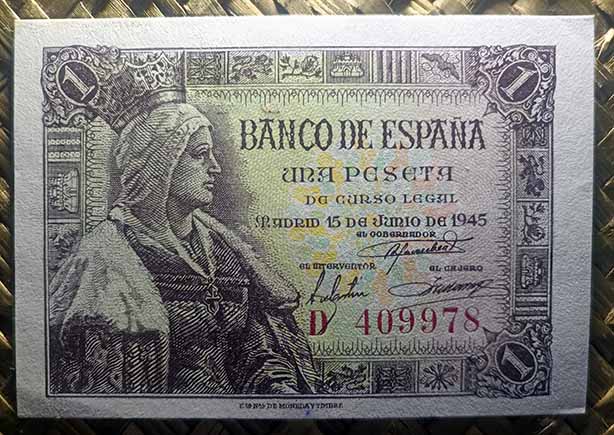 1
1
BANCO DE ESPAÑA
UNA PESETA
DE CURSO LEGAL
MADRID 15 DE JUNIO DE 1945
EL GOBERNADOR
EL INTERVENTOR EL CAJERO
D 409978
1